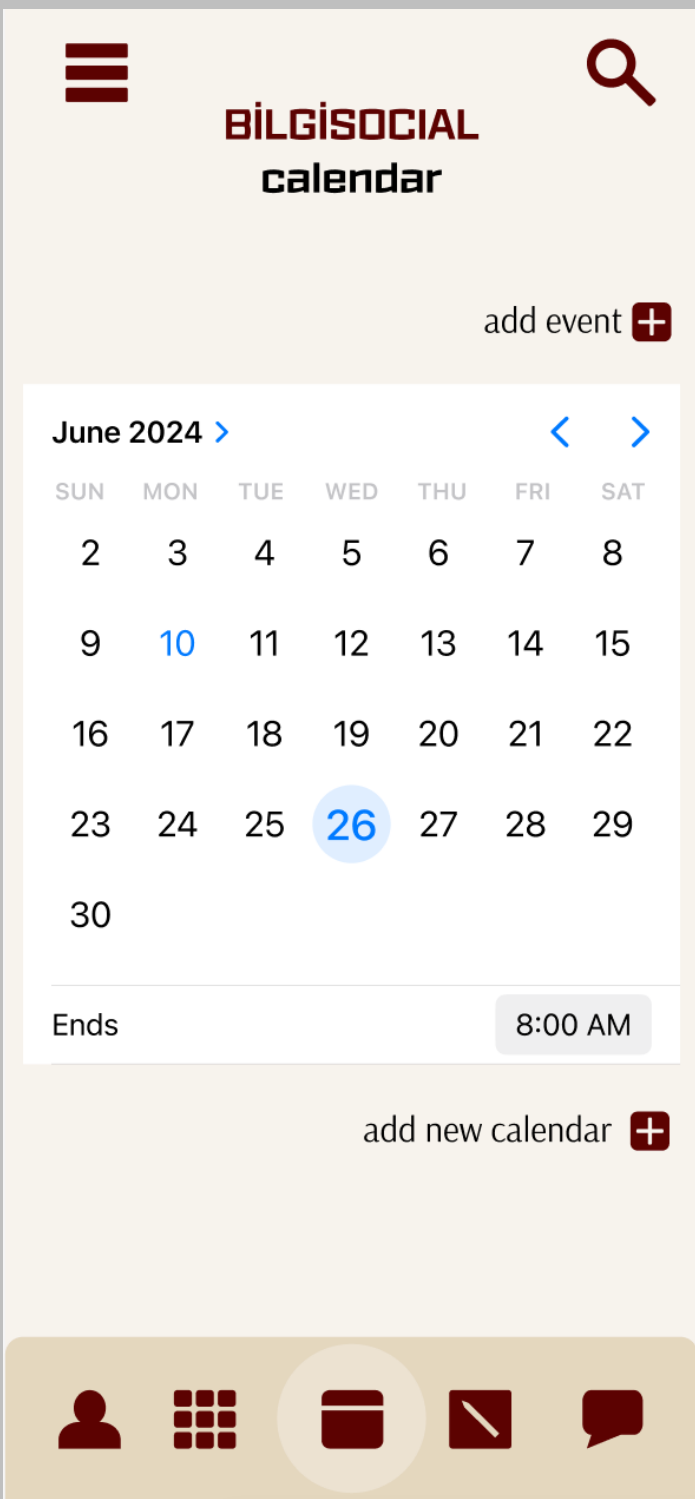 BİLGİSOCIAL
calendar
add event
June 2024
SUN MON TUE WED THU FRI SAT
2 3 4 5 6 7 8
9 10 11 12 13 14 15
16 17 18 19 20 21 22
23 24 25 26 27 28 29
30
Ends 8:00 AM
add new calendar